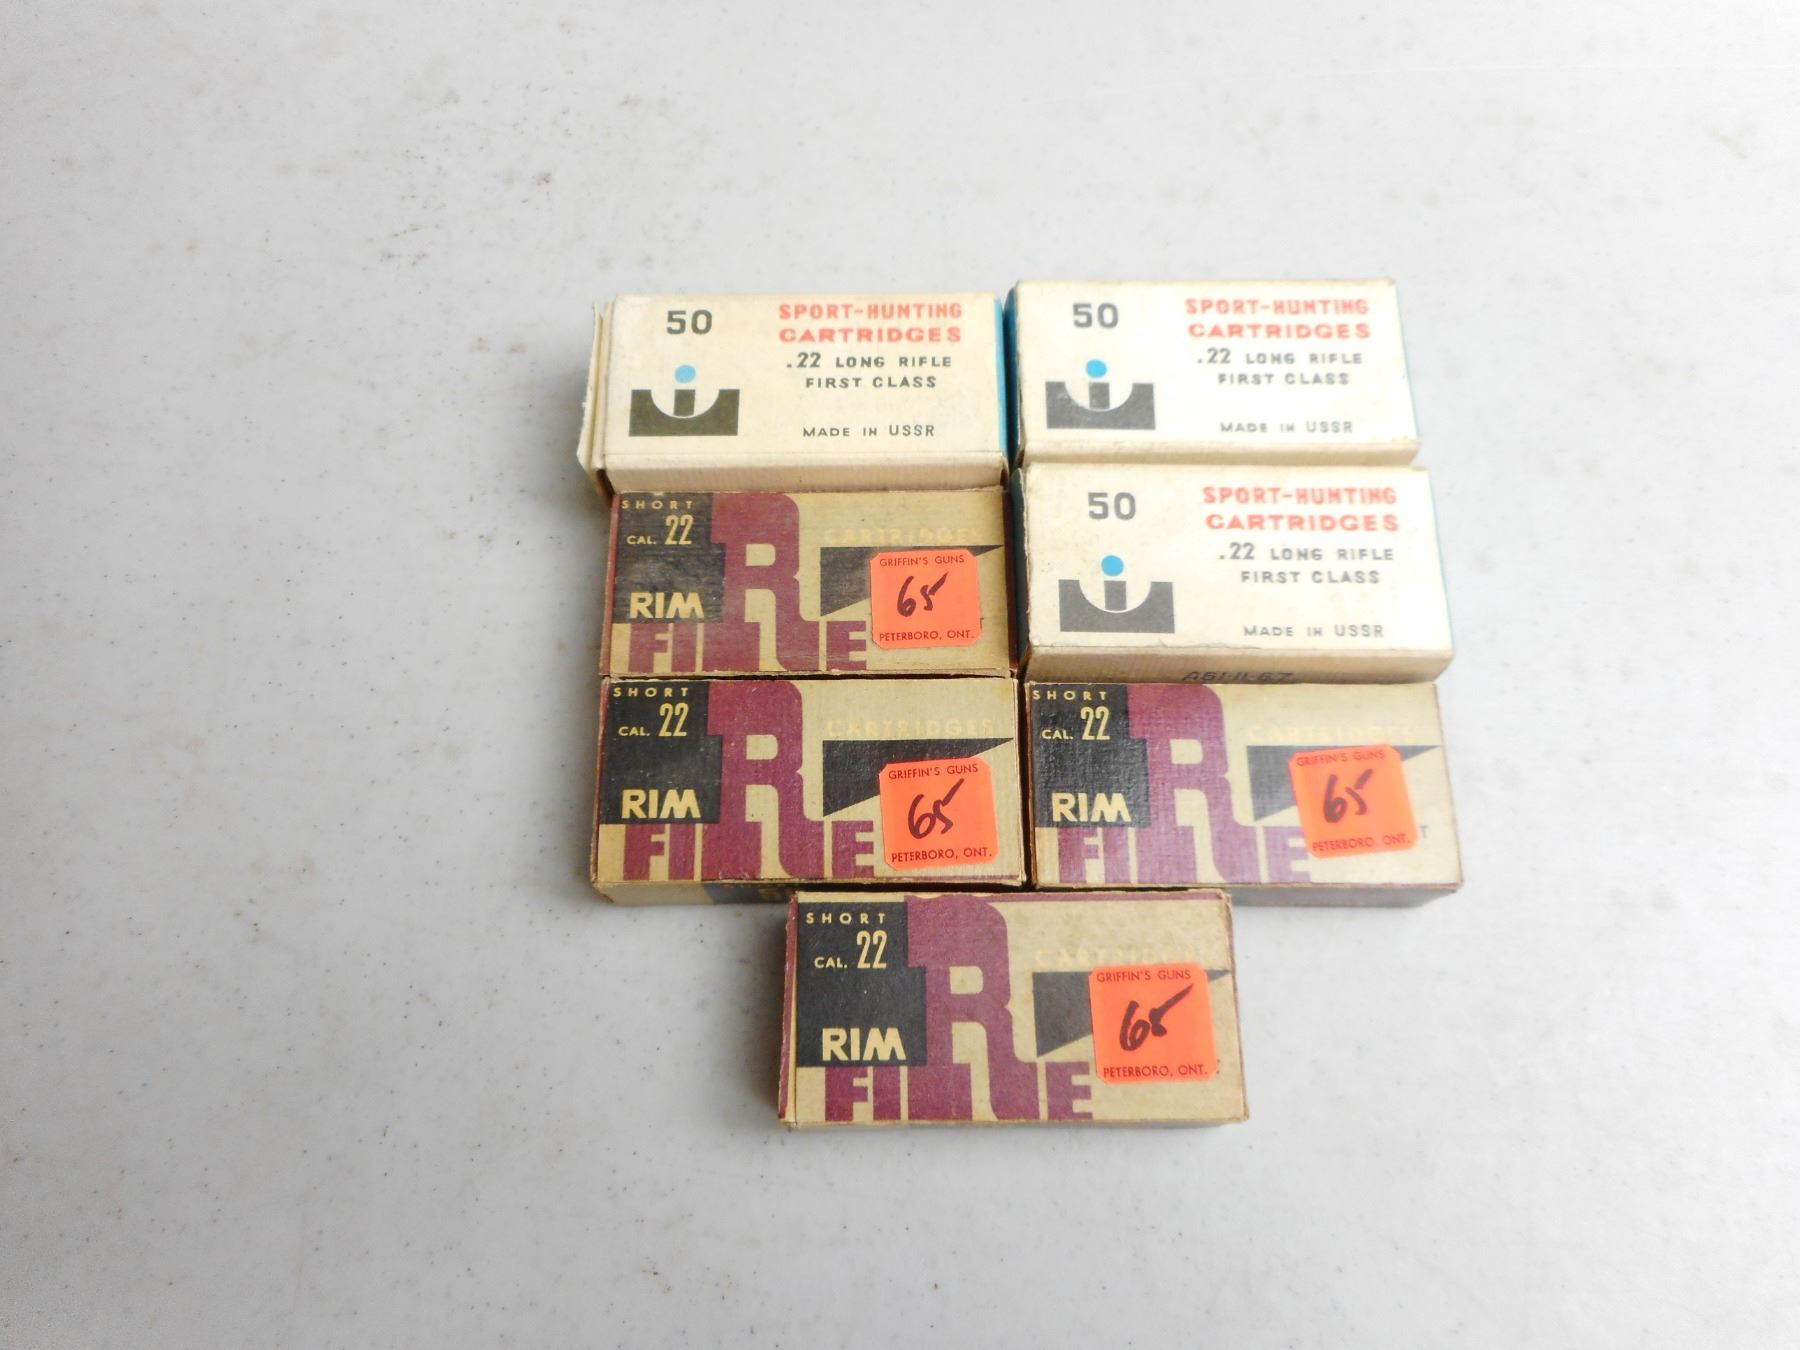 50
SPORT-HUNTING
CARTRIDGES
.22 LONG RIFLE
FIRST CLASS
MADE IN USSR
50
SPORT-HUNTING
CARTRIDGES
.22 LONG RIFLE
FIRST CLASS
MADE IN USSR
SHORT
CAL. 22
RIM
FIRE
CARTRIDGE
GRIFFIN'S GUNS
65
PETERBORO, ONT.
50
SPORT-HUNTING
CARTRIDGES
.22 LONG RIFLE
FIRST CLASS
MADE IN USSR
SHORT
CAL. 22
RIM
FIRE
CARTRIDGES
GRIFFIN'S GUNS
65
PETERBORO, ONT.
SHORT
CAL. 22
RIM
FIRE
CARTRIDGES
GRIFFIN'S GUNS
65
PETERBORO, ONT.
SHORT
CAL. 22
RIM
FIRE
CARTRIDGES
GRIFFIN'S GUNS
65
PETERBORO, ONT.